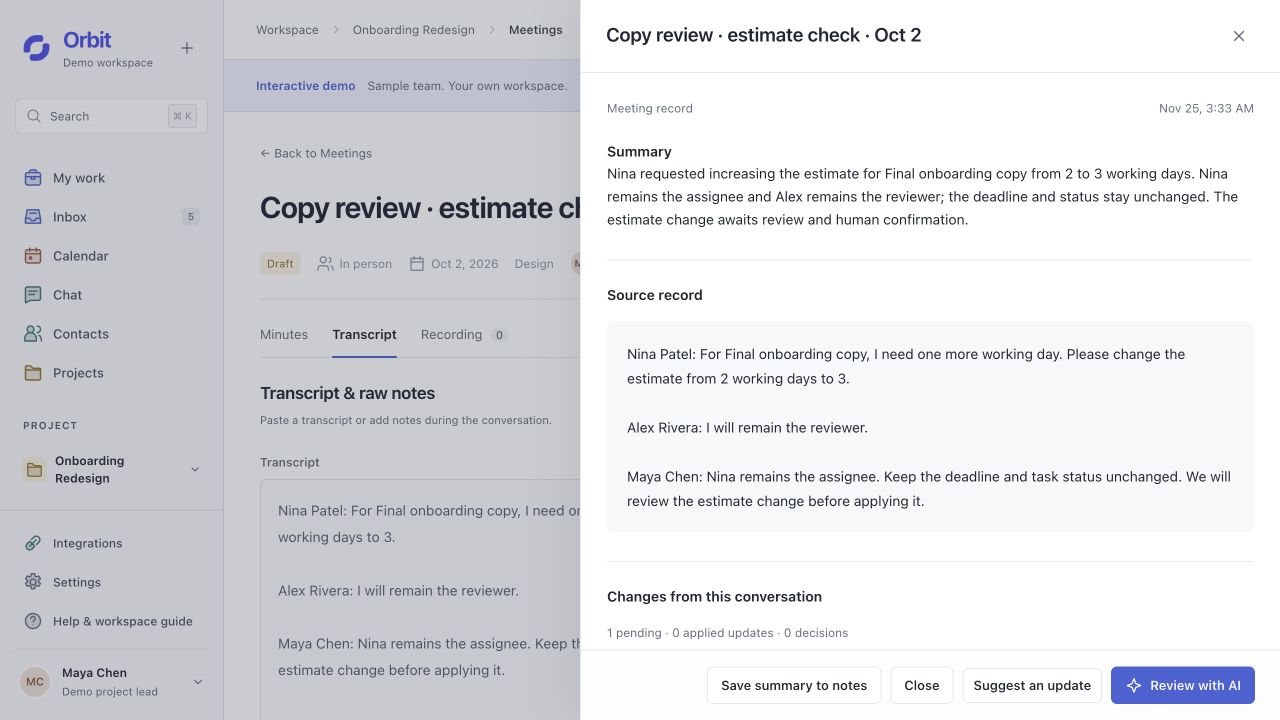 Orbit
Demo workspace
Search
⌘ K
My work
Inbox
5
Calendar
Chat
Contacts
Projects
PROJECT
Onboarding
Redesign
Integrations
Settings
Help & workspace guide
MC
Maya Chen
Demo project lead
Workspace
Onboarding Redesign
Meetings
Interactive demo
Sample team. Your own workspace.
← Back to Meetings
Copy review · estimate
Draft
In person
Oct 2, 2026
Design
Minutes
Transcript
Recording
0
Transcript & raw notes
Paste a transcript or add notes during the conversation.
Transcript
Nina Patel: For Final onboarding copy, I need
working days to 3.
Alex Rivera: I will remain the reviewer.
Maya Chen: Nina remains the assignee. Keep
estimate change before applying it.
Copy review · estimate check · Oct 2
Meeting record
Nov 25, 3:33 AM
Summary
Nina requested increasing the estimate for Final onboarding copy from 2 to 3 working days. Nina
remains the assignee and Alex remains the reviewer; the deadline and status stay unchanged. The
estimate change awaits review and human confirmation.
Source record
Nina Patel: For Final onboarding copy, I need one more working day. Please change the
estimate from 2 working days to 3.
Alex Rivera: I will remain the reviewer.
Maya Chen: Nina remains the assignee. Keep the deadline and task status unchanged. We will
review the estimate change before applying it.
Changes from this conversation
1 pending · 0 applied updates · 0 decisions
Save summary to notes
Close
Suggest an update
Review with AI